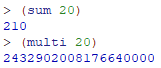 > (sum 20)
210
> (multi 20)
2432902008176640000